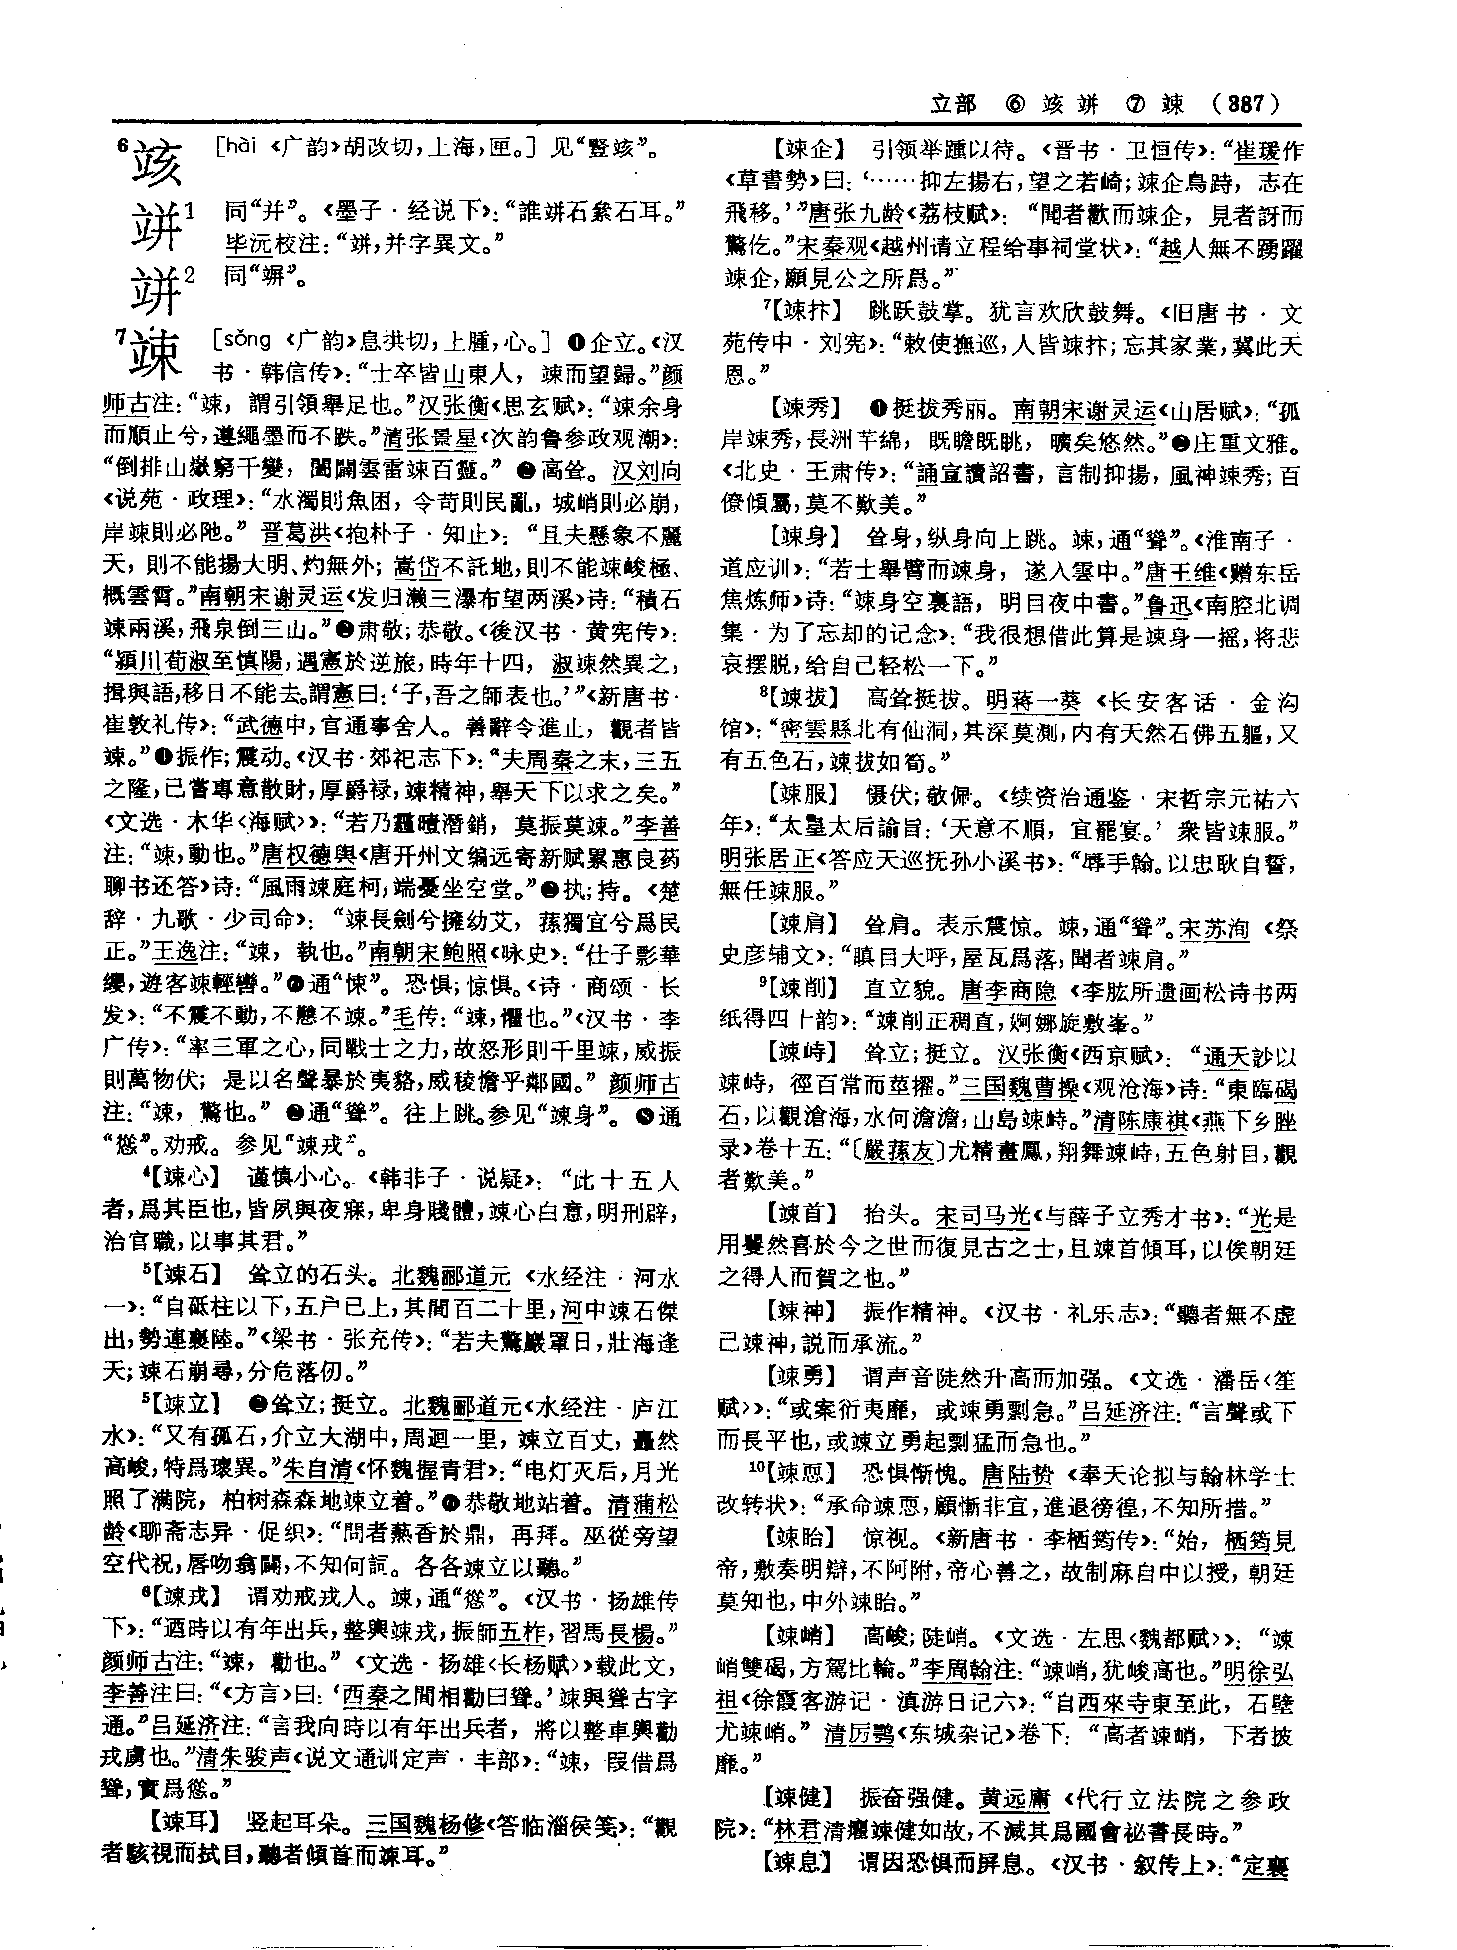 立部 ⑥ 䇋 竔 ⑦ 竦 (387)
6 [hài《广韵》胡改切,上海,匣。] 见“豎”。
1 同“并”。《墨子·经说下》:“誰竝石絫石耳。”
毕沅校注:“,并字異文。”
2 同“竮”。
7竦 [sǒng《广韵》息拱切,上腫,心。] ❶企立。《汉
书·韩信传》:“士卒皆山東人,竦而望歸。”颜
师古注:“竦,謂引領舉足也。”汉张衡《思玄赋》:“竦余身
而順止兮,遵繩墨而不跌。”清张景星《次韵鲁参政观潮》:
“倒排山嶽窮千變,闔闢雲雷竦百靈。”❷高耸。汉刘向
《说苑·政理》:“水濁則魚困,令苛則民亂,城峭則必崩,
岸竦則必阤。”晋葛洪《抱朴子·知止》:“且夫懸象不麗
天,則不能揚大明、灼無外;嵩岱不託地,則不能竦峻極、
概雲霄。”南朝宋谢灵运《发归濑三瀑布望两溪》诗:“積石
竦兩溪,飛泉倒三山。”❸肃敬;恭敬。《後汉书·黄宪传》:
“潁川荀淑至慎陽,遇憲於逆旅,時年十四,淑竦然異之,
揖與語,移日不能去。謂憲曰:‘子,吾之師表也。’”《新唐书·
崔敦礼传》:“武德中,官通事舍人。善辭令進止,觀者皆
竦。”❹振作;震动。《汉书·郊祀志下》:“夫周秦之末,三五
之隆,已嘗專意散財,厚爵禄,竦精神,舉天下以求之矣。”
《文选·木华〈海赋〉》:“若乃霾曀潛銷,莫振莫竦。”李善
注:“竦,動也。”唐权德舆《唐开州文编远寄新赋累惠良药
聊书还答》诗:“風雨竦庭柯,端憂坐空堂。”❺执;持。《楚
辞·九歌·少司命》:“竦長劍兮擁幼艾,蓀獨宜兮爲民
正。”王逸注:“竦,執也。”南朝宋鲍照《咏史》:“仕子影華
纓,遊客竦輕轡。”❻通“悚”。恐惧;惊惧。《诗·商颂·长
发》:“不震不動,不戁不竦。”毛传:“竦,懼也。”《汉书·李
广传》:“率三軍之心,同戰士之力,故怒形則千里竦,威振
則萬物伏;是以名聲暴於夷貉,威稜憺乎鄰國。”颜师古
注:“竦,驚也。”❼通“聳”。往上跳。参见“竦身”。❽通
“慫”。劝戒。参见“竦戎”。
4【竦心】 谨慎小心。《韩非子·说疑》:“此十五人
者,爲其臣也,皆夙興夜寐,卑身賤體,竦心白意,明刑辟,
治官職,以事其君。”
5【竦石】 耸立的石头。北魏郦道元《水经注·河水
一》:“自砥柱以下,五户已上,其間百二十里,河中竦石傑
出,勢連襄陸。”《梁书·张充传》:“若夫驚巖罩日,壯海逢
天;竦石崩尋,分危落仞。”
5【竦立】 ❶耸立;挺立。北魏郦道元《水经注·庐江
水》:“又有孤石,介立大湖中,周迴一里,竦立百丈,矗然
高峻,特爲瓌異。”朱自清《怀魏握青君》:“电灯灭后,月光
照了满院,柏树森森地竦立着。”❷恭敬地站着。清蒲松
龄《聊斋志异·促织》:“問者爇香於鼎,再拜。巫從旁望
空代祝,唇吻翕闢,不知何詞。各各竦立以聽。”
6【竦戎】 谓劝戒戎人。竦,通“慫”。《汉书·扬雄传
下》:“迺時以有年出兵,整輿竦戎,振師五柞,習馬長楊。”
颜师古注:“竦,勸也。”《文选·扬雄〈长杨赋〉》载此文,
李善注曰:“《方言》曰:‘西秦之間相勸曰聳。’竦與聳古字
通。”吕延济注:“言我向時以有年出兵者,將以整車輿勸
戎虜也。”清朱骏声《说文通训定声·丰部》:“竦,叚借爲
聳,實爲慫。”
【竦耳】 竖起耳朵。三国魏杨修《答临淄侯笺》:“觀
者駭視而拭目,聽者傾首而竦耳。”
【竦企】 引领举踵以待。《晋书·卫恒传》:“崔瑗作
《草書勢》曰:‘……抑左揚右,望之若崎;竦企鳥跱,志在
飛移。’”唐张九龄《荔枝赋》:“聞者歡而竦企,見者訝而
驚仡。”宋秦观《越州请立程给事祠堂状》:“越人無不踴躍
竦企,願見公之所爲。”
7【竦抃】 跳跃鼓掌。犹言欢欣鼓舞。《旧唐书·文
苑传中·刘宪》:“敕使撫巡,人皆竦抃;忘其家業,冀此天
恩。”
【竦秀】 ❶挺拔秀丽。南朝宋谢灵运《山居赋》:“孤
岸竦秀,長洲芊綿,既瞻既眺,曠矣悠然。”❷庄重文雅。
《北史·王肃传》:“誦宣讀詔書,言制抑揚,風神竦秀;百
僚傾屬,莫不歎美。”
【竦身】 耸身,纵身向上跳。竦,通“聳”。《淮南子·
道应训》:“若士舉臂而竦身,遂入雲中。”唐王维《赠东岳
焦炼师》诗:“竦身空裏語,明目夜中書。”鲁迅《南腔北调
集·为了忘却的记念》:“我很想借此算是竦身一摇,将悲
哀摆脱,给自己轻松一下。”
8【竦拔】 高耸挺拔。明蒋一葵《长安客话·金沟
馆》:“密雲縣北有仙洞,其深莫測,内有天然石佛五軀,又
有五色石,竦拔如筍。”
【竦服】 慑伏;敬佩。《续资治通鉴·宋哲宗元祐六
年》:“太皇太后諭旨:‘天意不順,宜罷宴。’衆皆竦服。”
明张居正《答应天巡抚孙小溪书》:“辱手翰。以忠耿自誓,
無任竦服。”
【竦肩】 耸肩。表示震惊。竦,通“聳”。宋苏洵《祭
史彦辅文》:“瞋目大呼,屋瓦爲落,聞者竦肩。”
9【竦削】 直立貌。唐李商隐《李肱所遗画松诗书两
纸得四十韵》:“竦削正稠直,婀娜旋敷峯。”
【竦峙】 耸立;挺立。汉张衡《西京赋》:“通天訬以
竦峙,徑百常而莖擢。”三国魏曹操《观沧海》诗:“東臨碣
石,以觀滄海,水何澹澹,山島竦峙。”清陈康祺《燕下乡脞
录》卷十五:“〔嚴蓀友〕尤精畫鳳,翔舞竦峙,五色射目,觀
者歎美。”
【竦首】 抬头。宋司马光《与薛子立秀才书》:“光是
用矍然喜於今之世而復見古之士,且竦首傾耳,以俟朝廷
之得人而賀之也。”
【竦神】 振作精神。《汉书·礼乐志》:“聽者無不虚
己竦神,説而承流。”
【竦勇】 谓声音陡然升高而加强。《文选·潘岳〈笙
赋〉》:“或案衍夷靡,或竦勇剽急。”吕延济注:“言聲或下
而長平也,或竦立勇起剽猛而急也。”
10【竦恧】 恐惧惭愧。唐陆贽《奉天论拟与翰林学士
改转状》:“承命竦恧,顧慚非宜,進退徬徨,不知所措。”
【竦眙】 惊视。《新唐书·李栖筠传》:“始,栖筠見
帝,敷奏明辯,不阿附,帝心善之,故制麻自中以授,朝廷
莫知也,中外竦眙。”
【竦峭】 高峻;陡峭。《文选·左思〈魏都赋〉》:“竦
峭雙碣,方駕比輪。”李周翰注:“竦峭,犹峻高也。”明徐弘
祖《徐霞客游记·滇游日记六》:“自西來寺東至此,石壁
尤竦峭。”清厉鹗《东城杂记》卷下:“高者竦峭,下者披
靡。”
【竦健】 振奋强健。黄远庸《代行立法院之参政
院》:“林君清癯竦健如故,不減其爲國會祕書長時。”
【竦息】 谓因恐惧而屏息。《汉书·叙传上》:“定襄